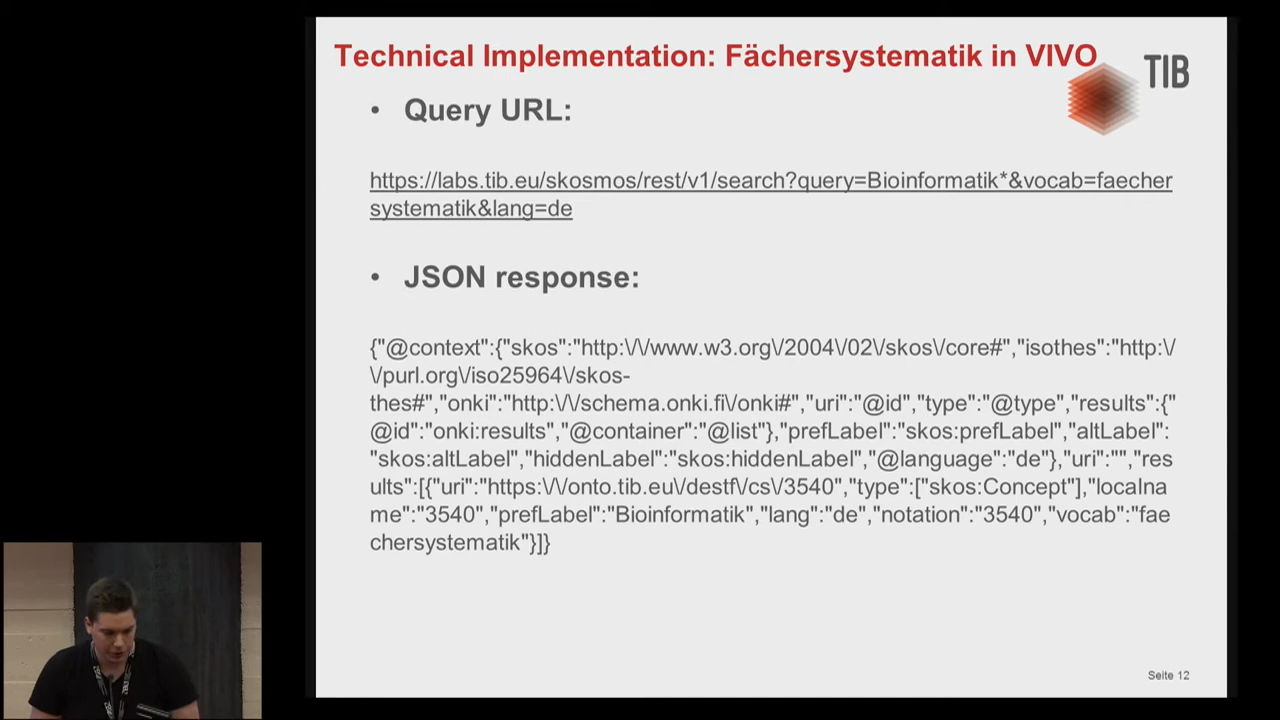 Technical Implementation: Fächersystematik in VIVO
TIB
• Query URL:
https://labs.tib.eu/skosmos/rest/v1/search?query=Bioinformatik*&vocab=faecher
systematik&lang=de
• JSON response:
{"@context":{"skos":"http:\/\/www.w3.org\/2004\/02\/skos\/core#","isothes":"http:\/
\/purl.org\/iso25964\/skos-
thes#","onki":"http:\/\/schema.onki.fi\/onki#","uri":"@id","type":"@type","results":{"
@id":"onki:results","@container":"@list"},"prefLabel":"skos:prefLabel","altLabel":
"skos:altLabel","hiddenLabel":"skos:hiddenLabel","@language":"de"},"uri":"","res
ults":[{"uri":"https:\/\/onto.tib.eu\/destf\/cs\/3540","type":["skos:Concept"],"localna
me":"3540","prefLabel":"Bioinformatik","lang":"de","notation":"3540","vocab":"fae
chersystematik"}]}
Seite 12